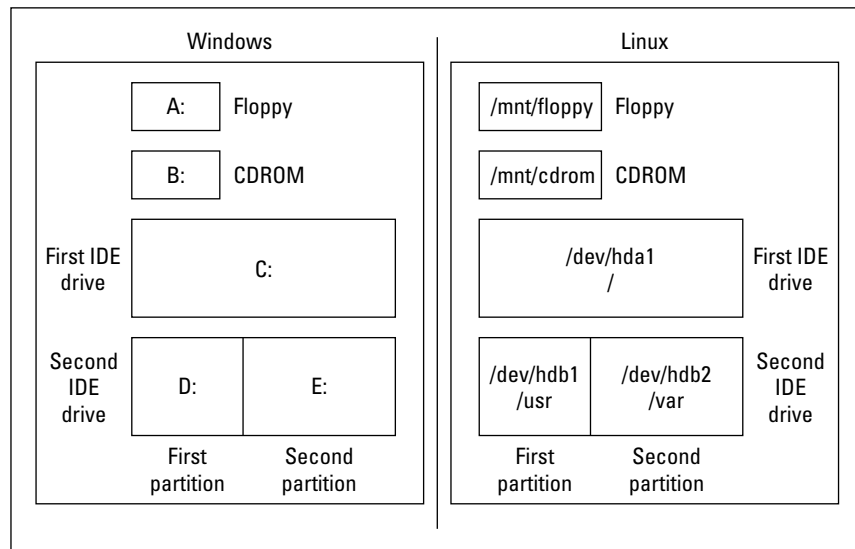 Windows
A:
Floppy
B:
CDROM
First IDE
drive
C:
Second
IDE
drive
D:
E:
First
partition
Second
partition
Linux
/mnt/floppy
Floppy
/mnt/cdrom
CDROM
/dev/hda1
/
First IDE
drive
/dev/hdb1
/usr
/dev/hdb2
/var
Second
IDE
drive
First
partition
Second
partition